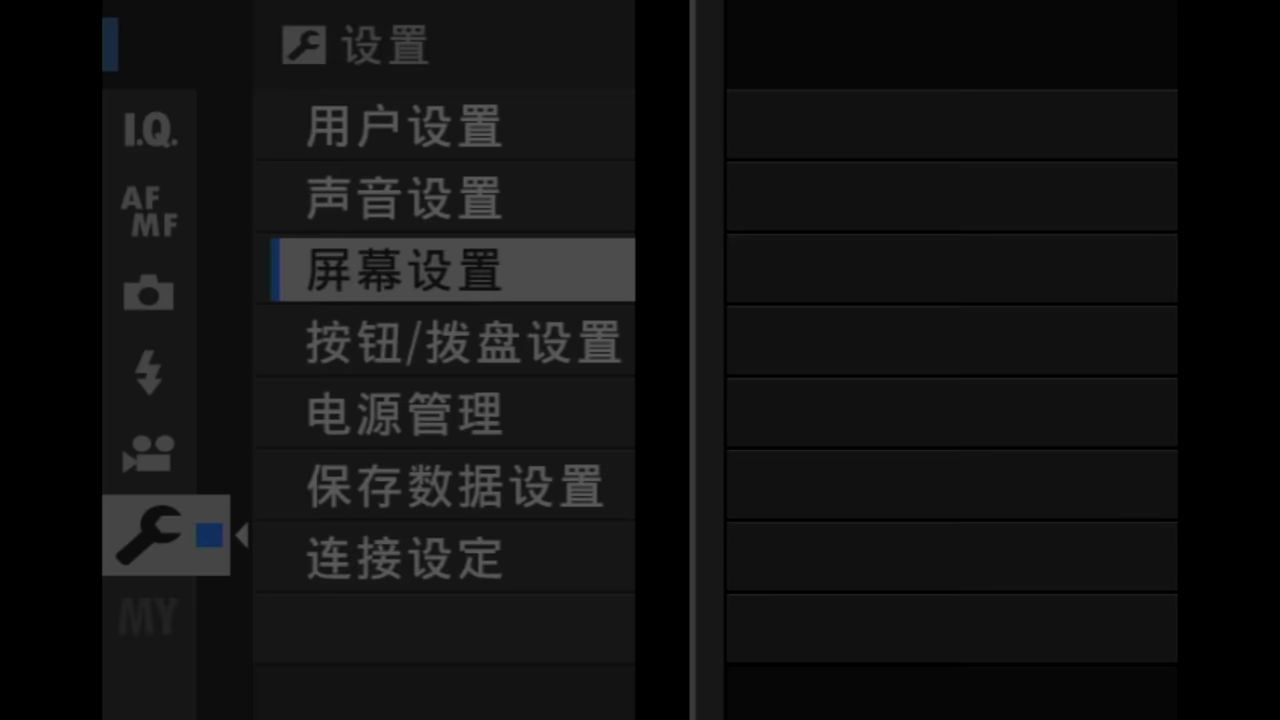 设置
I.Q.
AF
MF
MY
用户设置
声音设置
屏幕设置
按钮/拨盘设置
电源管理
保存数据设置
连接设定